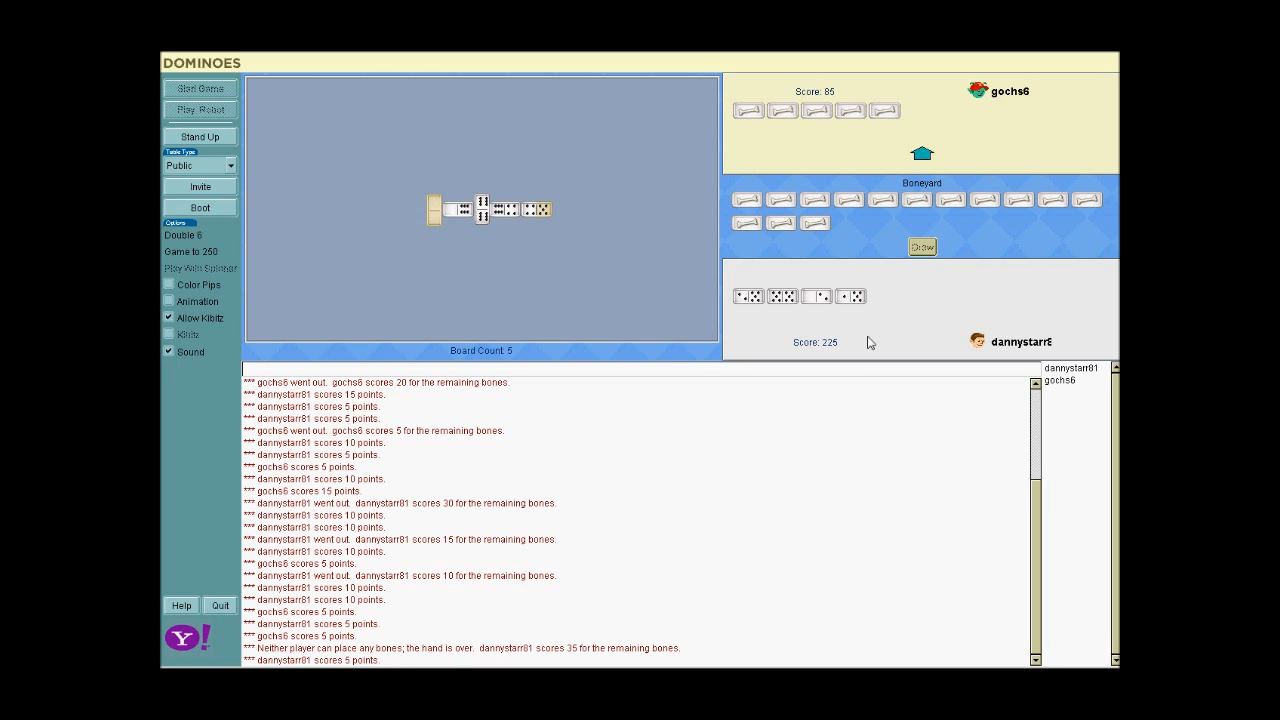 DOMINOES
Start Game
Play Robot
Stand Up
Table Type
Public
Invite
Boot
Options
Double 6
Game to 250
Play With Spinner
Color Pips
Animation
Allow Kibitz
Kibitz
Sound
Help
Quit
Y!
Board Count: 5
Score: 85
gochs6
Boneyard
Draw
Score: 225
dannystarr8
dannystarr81
gochs6
*** gochs6 went out. gochs6 scores 20 for the remaining bones.
*** dannystarr81 scores 15 points.
*** dannystarr81 scores 5 points.
*** dannystarr81 scores 5 points.
*** gochs6 went out. gochs6 scores 5 for the remaining bones.
*** dannystarr81 scores 10 points.
*** dannystarr81 scores 5 points.
*** gochs6 scores 5 points.
*** dannystarr81 scores 10 points.
*** gochs6 scores 15 points.
*** dannystarr81 went out. dannystarr81 scores 30 for the remaining bones.
*** dannystarr81 scores 10 points.
*** dannystarr81 scores 10 points.
*** dannystarr81 went out. dannystarr81 scores 15 for the remaining bones.
*** dannystarr81 scores 10 points.
*** gochs6 scores 5 points.
*** dannystarr81 went out. dannystarr81 scores 10 for the remaining bones.
*** dannystarr81 scores 10 points.
*** dannystarr81 scores 10 points.
*** gochs6 scores 5 points.
*** dannystarr81 scores 5 points.
*** gochs6 scores 5 points.
*** Neither player can place any bones; the hand is over. dannystarr81 scores 35 for the remaining bones.
*** dannystarr81 scores 5 points.